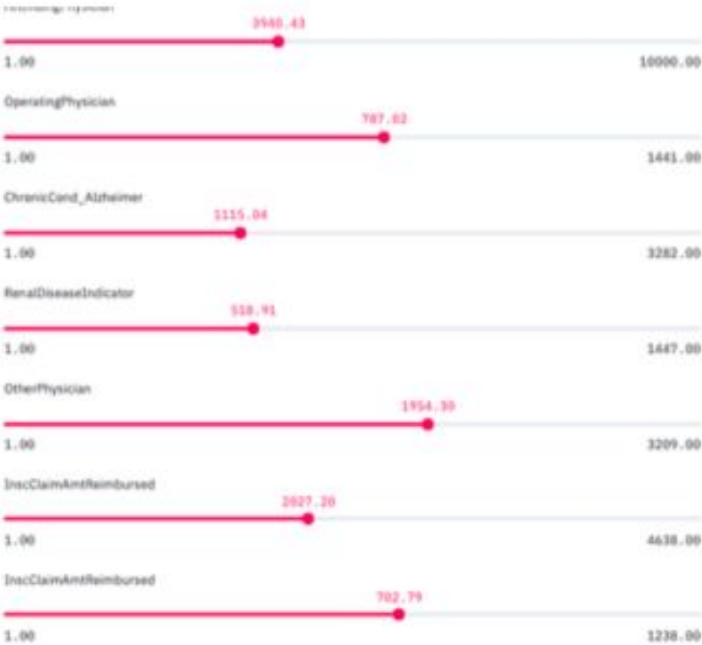 3940.43
1.00 10000.00
OperatingPhysician
787.02
1.00 1441.00
ChronicCond_Alzheimer
1115.04
1.00 3282.00
RenalDiseaseIndicator
518.91
1.00 1447.00
OtherPhysician
1954.30
1.00 3209.00
InscClaimAmtReimbursed
2027.20
1.00 4638.00
InscClaimAmtReimbursed
702.79
1.00 1238.00